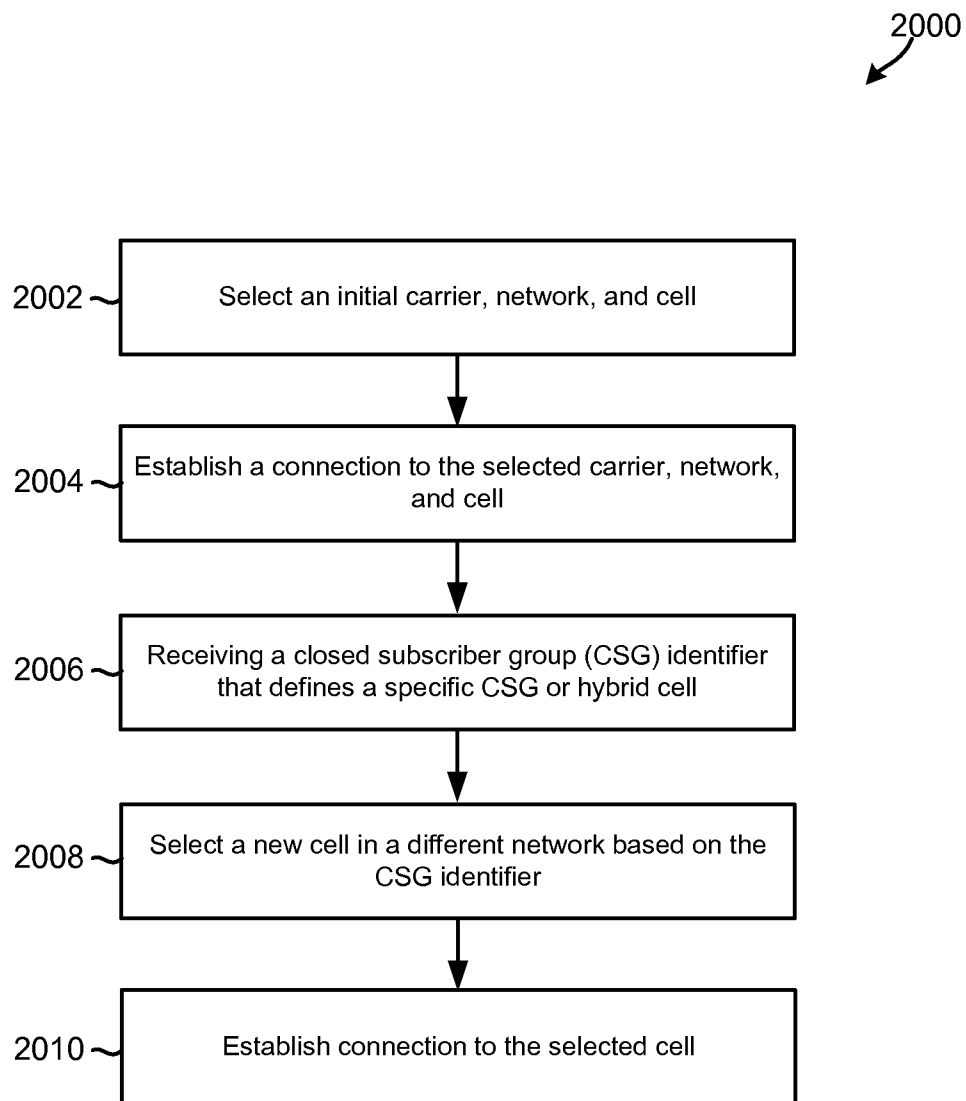 2000
2002
Select an initial carrier, network, and cell
2004
Establish a connection to the selected carrier, network,
and cell
2006
Receiving a closed subscriber group (CSG) identifier
that defines a specific CSG or hybrid cell
2008
Select a new cell in a different network based on the
CSG identifier
2010
Establish connection to the selected cell